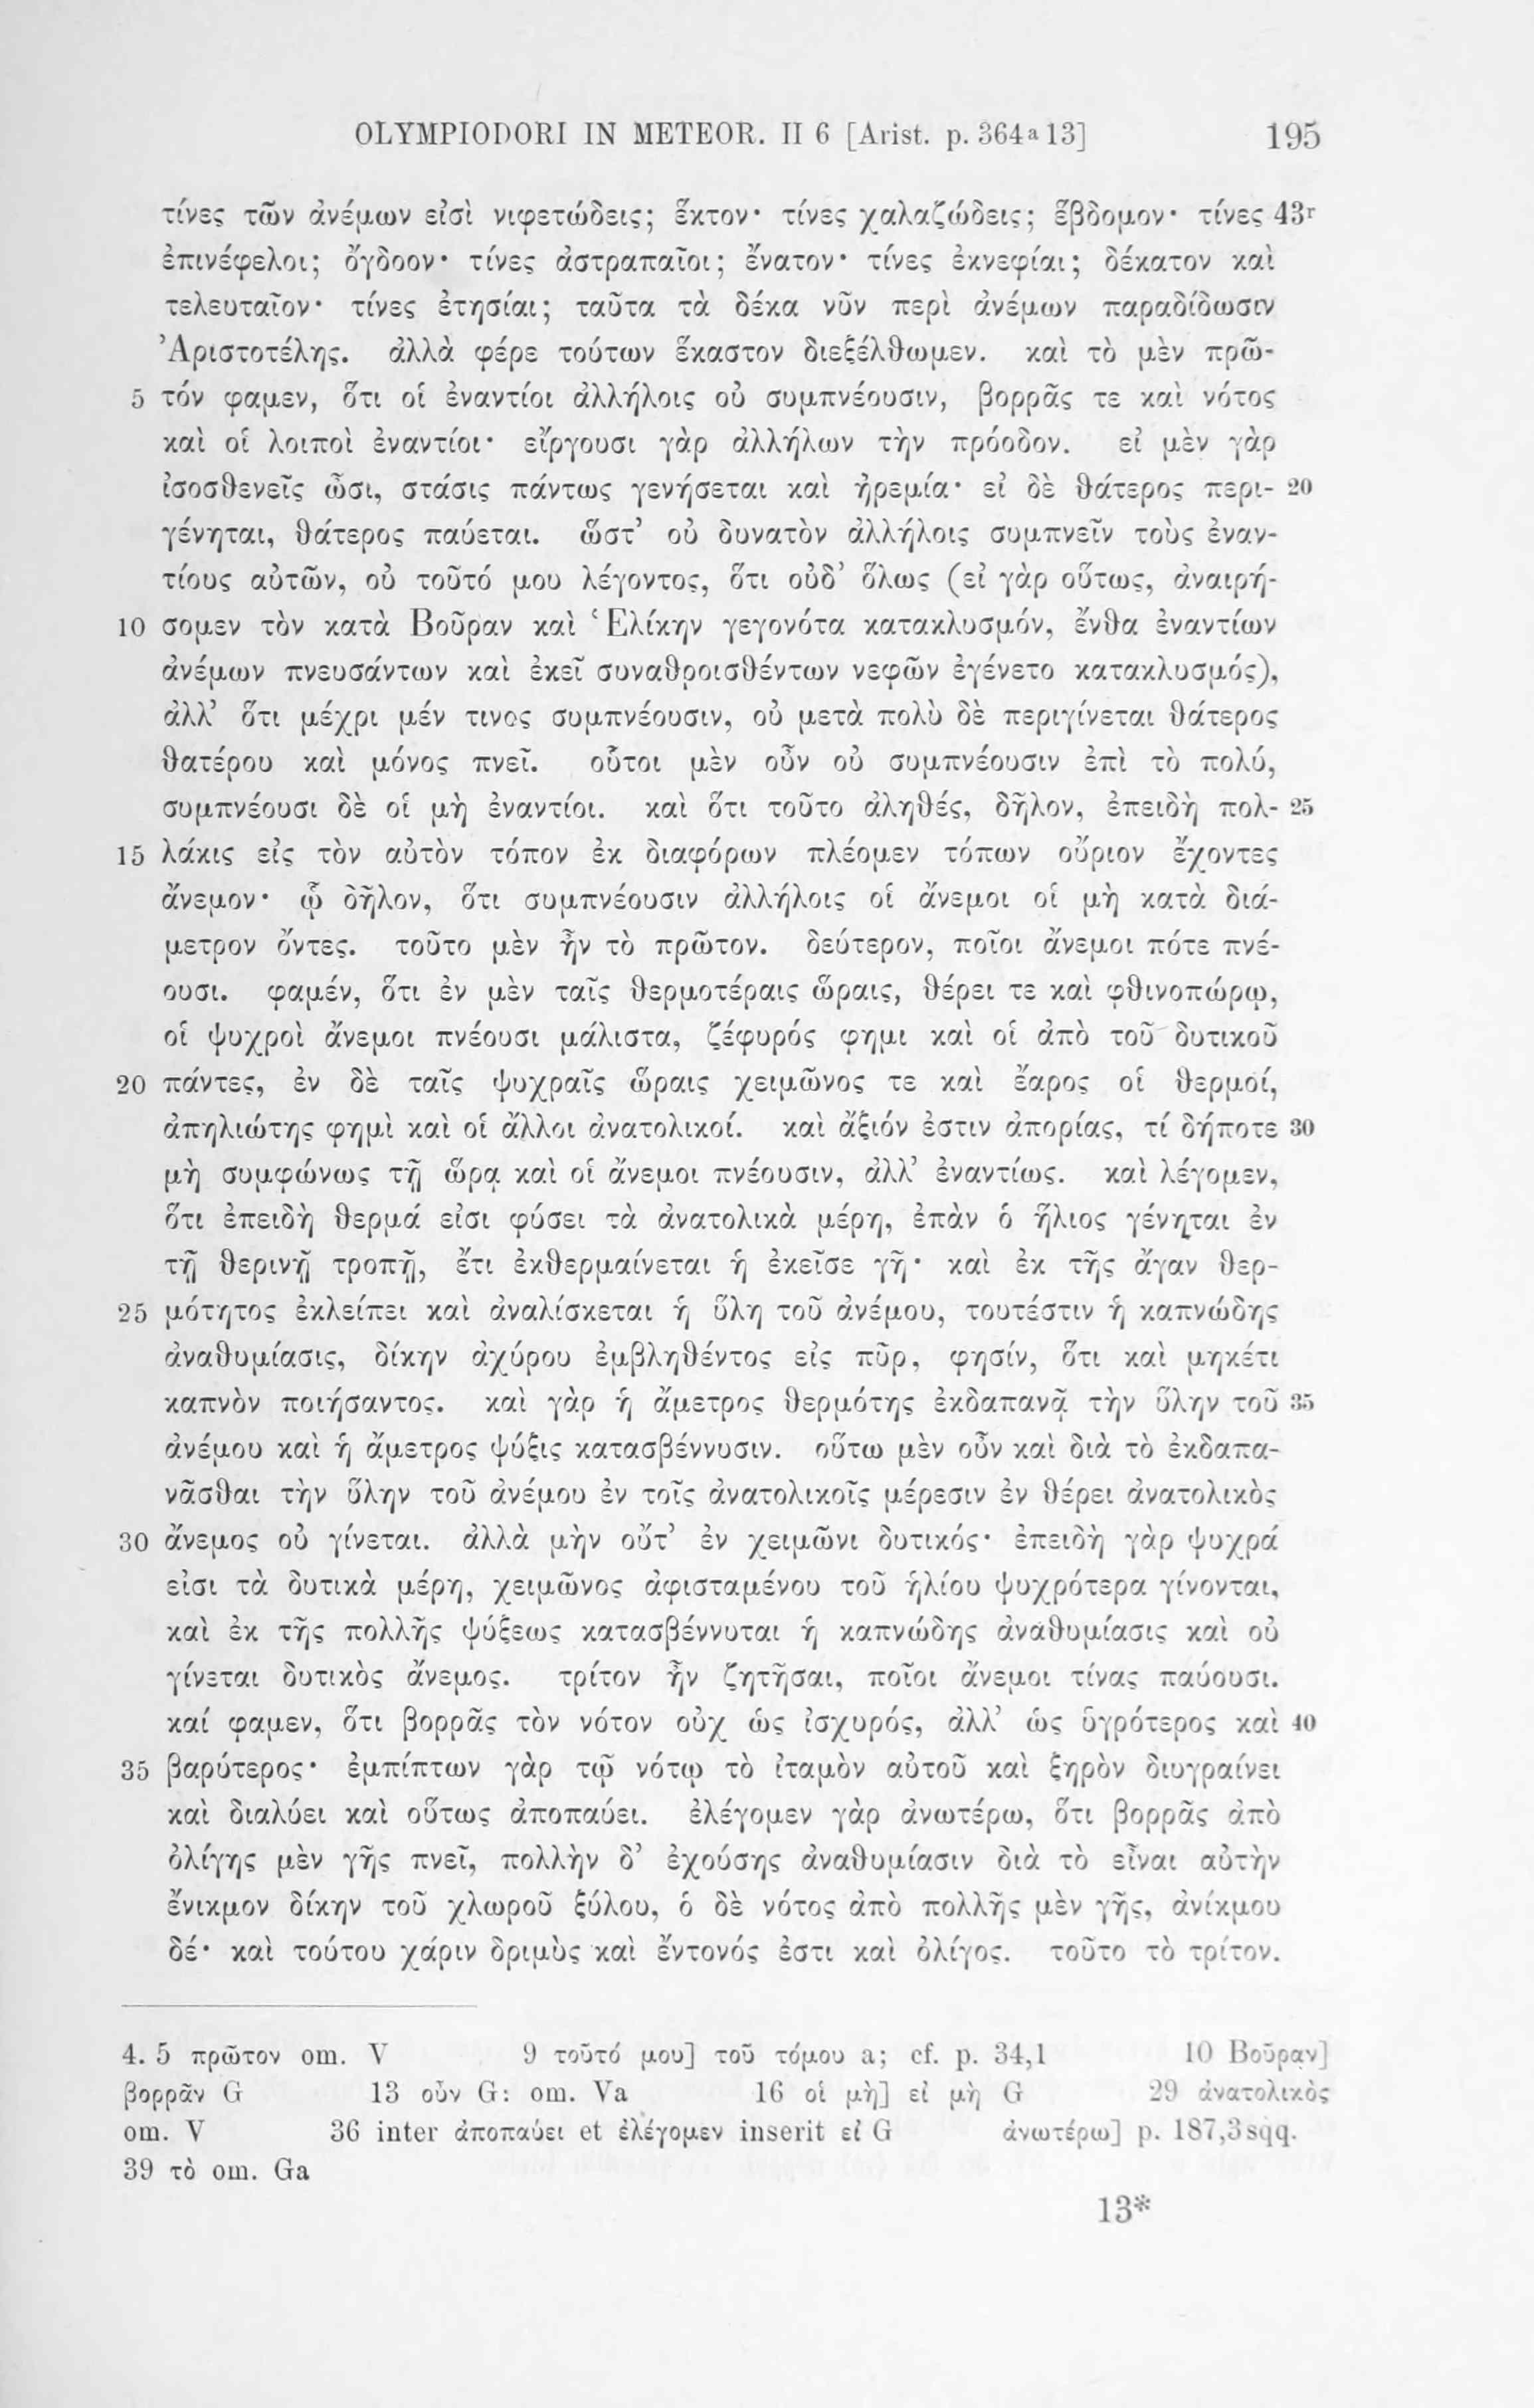 OLYMPIODORI IN METEOR. II 6 [Arist. p. 364ᵃ13] 195
τίνες τῶν ἀνέμων εἰσὶ νιφετώδεις; ἕκτον· τίνες χαλαζώδεις; ἕβδομον· τίνες 43ʳ
ἐπινέφελοι; ὄγδοον· τίνες ἀστραπαῖοι; ἔνατον· τίνες ἐκνεφίαι; δέκατον καὶ
τελευταῖον· τίνες ἐτησίαι; ταῦτα τὰ δέκα νῦν περὶ ἀνέμων παραδίδωσιν
Ἀριστοτέλης. ἀλλὰ φέρε τούτων ἕκαστον διεξέλθωμεν. καὶ τὸ μὲν πρῶ-
5 τόν φαμεν, ὅτι οἱ ἐναντίοι ἀλλήλοις οὐ συμπνέουσιν, βορρᾶς τε καὶ νότος
καὶ οἱ λοιποὶ ἐναντίοι· εἴργουσι γὰρ ἀλλήλων τὴν πρόοδον. εἰ μὲν γὰρ
ἰσοσθενεῖς ὦσι, στάσις πάντως γενήσεται καὶ ἠρεμία· εἰ δὲ θάτερος περι- 20
γένηται, θάτερος παύεται. ὥστ’ οὐ δυνατὸν ἀλλήλοις συμπνεῖν τοὺς ἐναν-
τίους αὐτῶν, οὐ τοῦτό μου λέγοντος, ὅτι οὐδ’ ὅλως (εἰ γὰρ οὕτως, ἀναιρή-
10 σομεν τὸν κατὰ Βοῦραν καὶ Ἑλίκην γεγονότα κατακλυσμόν, ἔνθα ἐναντίων
ἀνέμων πνευσάντων καὶ ἐκεῖ συναθροισθέντων νεφῶν ἐγένετο κατακλυσμός),
ἀλλ’ ὅτι μέχρι μέν τινος συμπνέουσιν, οὐ μετὰ πολὺ δὲ περιγίνεται θάτερος
θατέρου καὶ μόνος πνεῖ. οὗτοι μὲν οὖν οὐ συμπνέουσιν ἐπὶ τὸ πολύ,
συμπνέουσι δὲ οἱ μὴ ἐναντίοι. καὶ ὅτι τοῦτο ἀληθές, δῆλον, ἐπειδὴ πολ- 25
15 λάκις εἰς τὸν αὐτὸν τόπον ἐκ διαφόρων πλέομεν τόπων οὔριον ἔχοντες
ἄνεμον· ᾧ δῆλον, ὅτι συμπνέουσιν ἀλλήλοις οἱ ἄνεμοι οἱ μὴ κατὰ διά-
μετρον ὄντες. τοῦτο μὲν ἦν τὸ πρῶτον. δεύτερον, ποῖοι ἄνεμοι πότε πνέ-
ουσι. φαμέν, ὅτι ἐν μὲν ταῖς θερμοτέραις ὥραις, θέρει τε καὶ φθινοπώρῳ,
οἱ ψυχροὶ ἄνεμοι πνέουσι μάλιστα, ζέφυρός φημι καὶ οἱ ἀπὸ τοῦ δυτικοῦ
20 πάντες, ἐν δὲ ταῖς ψυχραῖς ὥραις χειμῶνος τε καὶ ἔαρος οἱ θερμοί,
ἀπηλιώτης φημὶ καὶ οἱ ἄλλοι ἀνατολικοί. καὶ ἄξιόν ἐστιν ἀπορίας, τί δήποτε 30
μὴ συμφώνως τῇ ὥρᾳ καὶ οἱ ἄνεμοι πνέουσιν, ἀλλ’ ἐναντίως. καὶ λέγομεν,
ὅτι ἐπειδὴ θερμά εἰσι φύσει τὰ ἀνατολικὰ μέρη, ἐπὰν ὁ ἥλιος γένηται ἐν
τῇ θερινῇ τροπῇ, ἔτι ἐκθερμαίνεται ἡ ἐκεῖσε γῆ· καὶ ἐκ τῆς ἄγαν θερ-
25 μότητος ἐκλείπει καὶ ἀναλίσκεται ἡ ὕλη τοῦ ἀνέμου, τουτέστιν ἡ καπνώδης
ἀναθυμίασις, δίκην ἀχύρου ἐμβληθέντος εἰς πῦρ, φησίν, ὅτι καὶ μηκέτι
καπνὸν ποιήσαντος. καὶ γὰρ ἡ ἄμετρος θερμότης ἐκδαπανᾷ τὴν ὕλην τοῦ 35
ἀνέμου καὶ ἡ ἄμετρος ψύξις κατασβέννυσιν. οὕτω μὲν οὖν καὶ διὰ τὸ ἐκδαπα-
νᾶσθαι τὴν ὕλην τοῦ ἀνέμου ἐν τοῖς ἀνατολικοῖς μέρεσιν ἐν θέρει ἀνατολικὸς
30 ἄνεμος οὐ γίνεται. ἀλλὰ μὴν οὔτ’ ἐν χειμῶνι δυτικός· ἐπειδὴ γὰρ ψυχρά
εἰσι τὰ δυτικὰ μέρη, χειμῶνος ἀφισταμένου τοῦ ἡλίου ψυχρότερα γίνονται,
καὶ ἐκ τῆς πολλῆς ψύξεως κατασβέννυται ἡ καπνώδης ἀναθυμίασις καὶ οὐ
γίνεται δυτικὸς ἄνεμος. τρίτον ἦν ζητῆσαι, ποῖοι ἄνεμοι τίνας παύουσι.
καί φαμεν, ὅτι βορρᾶς τὸν νότον οὐχ ὡς ἰσχυρός, ἀλλ’ ὡς ὑγρότερος καὶ 40
35 βαρύτερος· ἐμπίπτων γὰρ τῷ νότῳ τὸ ἰταμὸν αὐτοῦ καὶ ξηρὸν διυγραίνει
καὶ διαλύει καὶ οὕτως ἀποπαύει. ἐλέγομεν γὰρ ἀνωτέρω, ὅτι βορρᾶς ἀπὸ
ὀλίγης μὲν γῆς πνεῖ, πολλὴν δ’ ἐχούσης ἀναθυμίασιν διὰ τὸ εἶναι αὐτὴν
ἔνικμον δίκην τοῦ χλωροῦ ξύλου, ὁ δὲ νότος ἀπὸ πολλῆς μὲν γῆς, ἀνίκμου
δέ· καὶ τούτου χάριν δριμὺς καὶ ἔντονός ἐστι καὶ ὀλίγος. τοῦτο τὸ τρίτον.
4. 5 πρῶτον om. V 9 τοῦτό μου] τοῦ τόμου a; cf. p. 34,1 10 Βοῦραν]
βορρᾶν G 13 οὖν G: om. Va 16 οἱ μὴ] εἰ μὴ G 29 ἀνατολικὸς
om. V 36 inter ἀποπαύει et ἐλέγομεν inserit εἰ G ἀνωτέρω] p. 187,3sqq.
39 τὸ om. Ga
13*